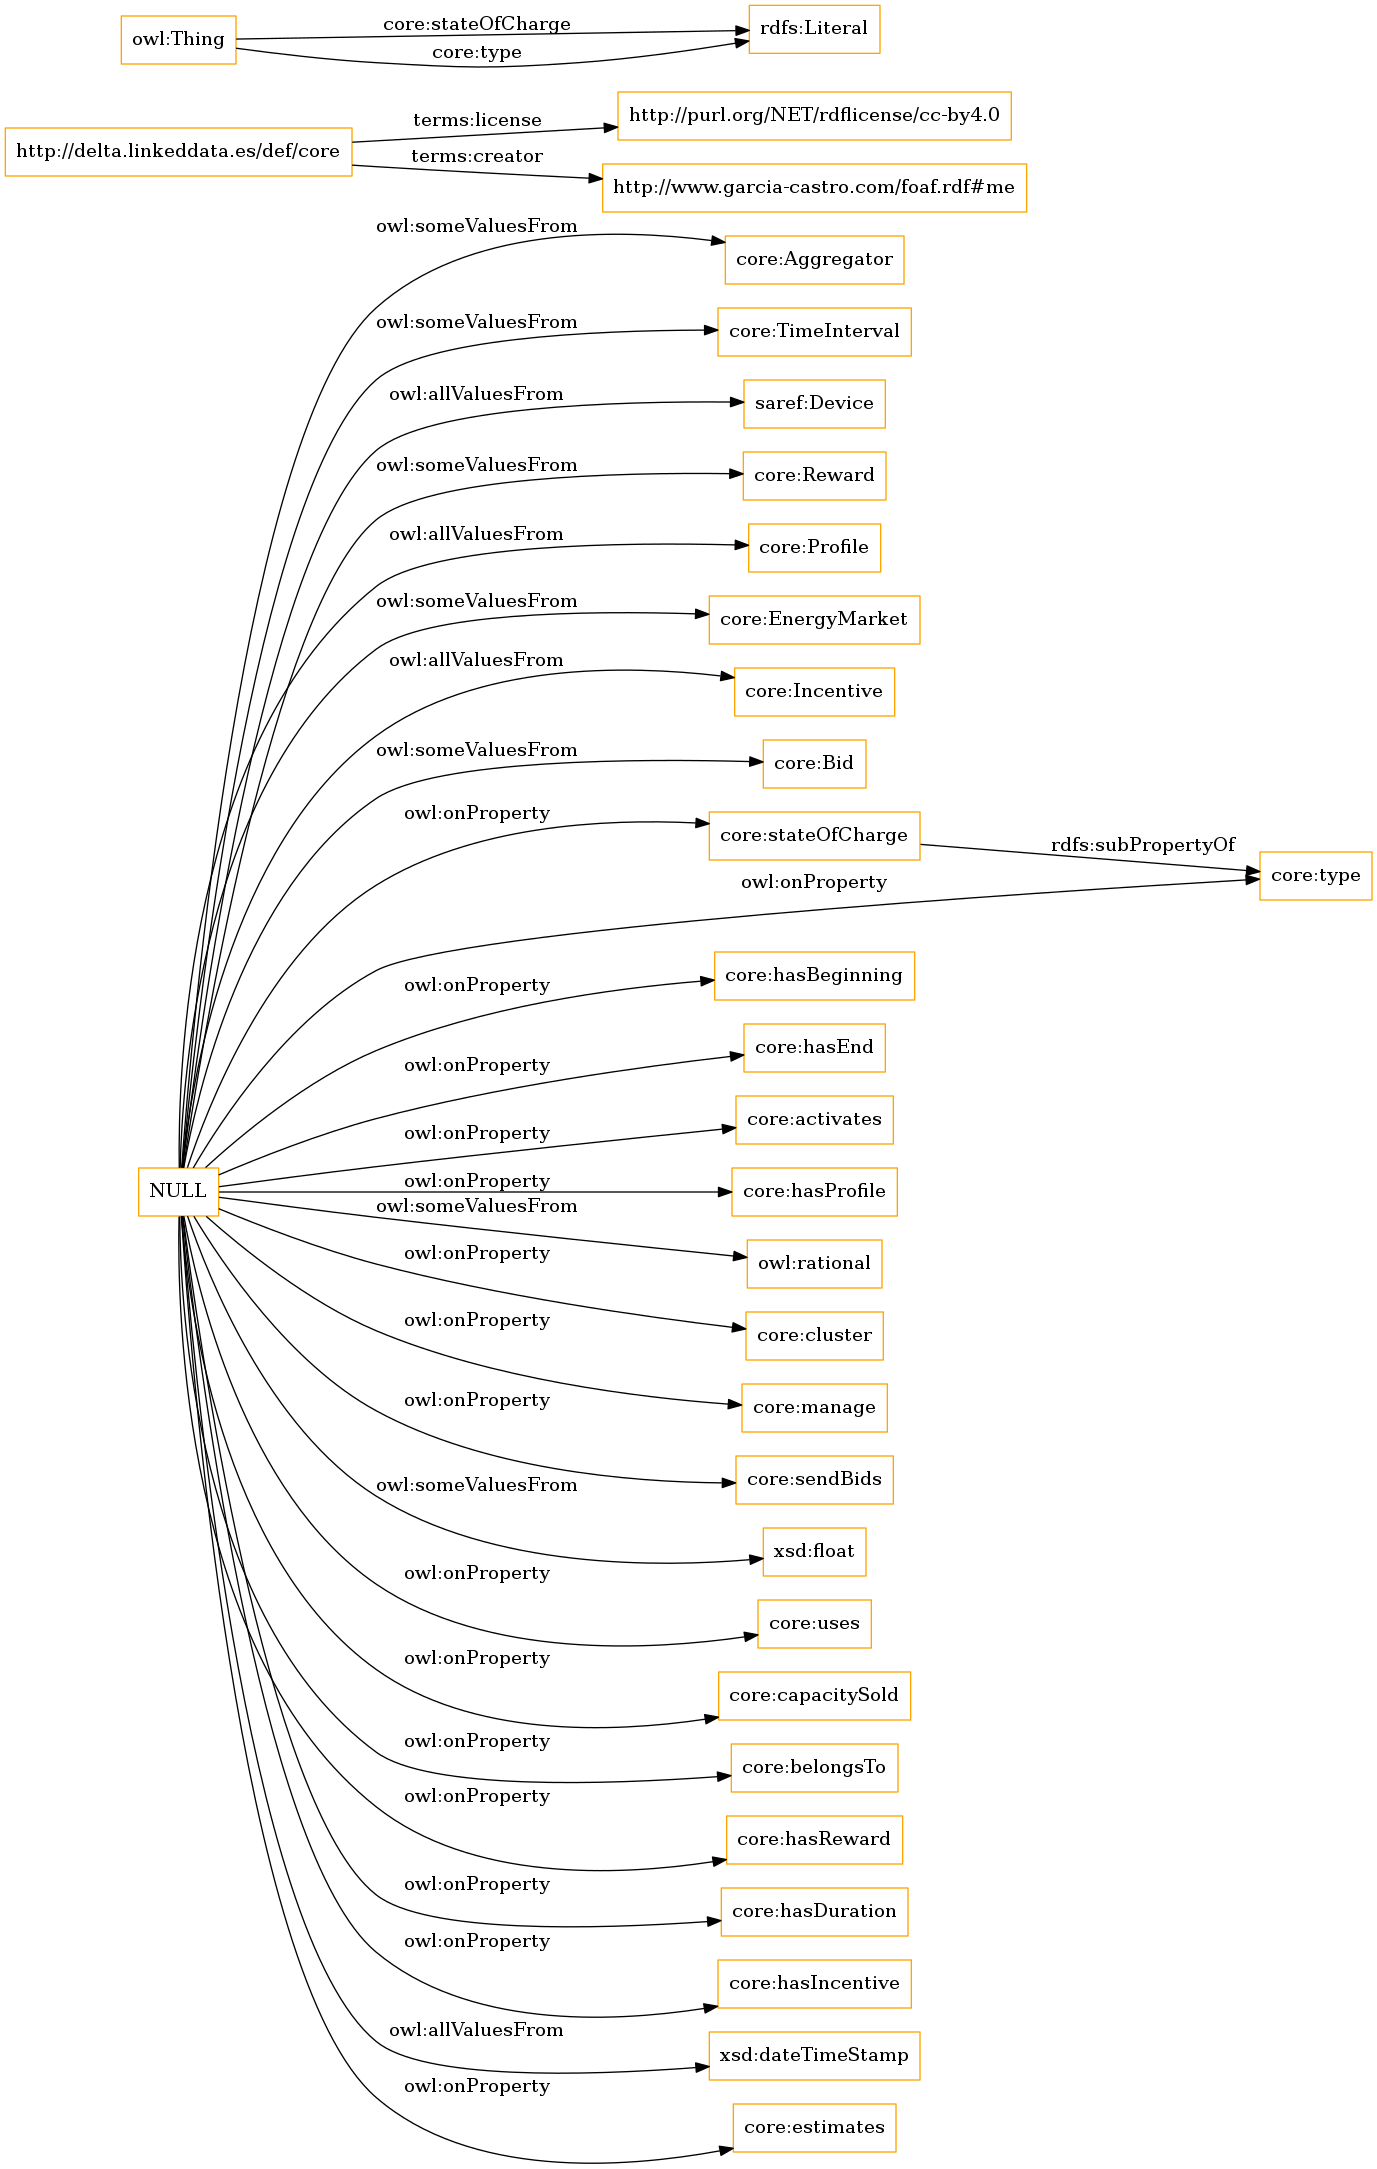 core:stateOfCharge
rdfs:Literal
owl:Thing
core:type
http://purl.org/NET/rdflicense/cc-by4.0
terms:license
http://delta.linkeddata.es/def/core
terms:creator
http://www.garcia-castro.com/foaf.rdf#me
owl:someValuesFrom
core:Aggregator
owl:someValuesFrom
core:TimeInterval
owl:allValuesFrom
saref:Device
owl:someValuesFrom
core:Reward
owl:allValuesFrom
core:Profile
owl:someValuesFrom
core:EnergyMarket
owl:allValuesFrom
core:Incentive
owl:someValuesFrom
core:Bid
owl:onProperty
core:stateOfCharge
rdfs:subPropertyOf
core:type
owl:onProperty
core:hasBeginning
owl:onProperty
core:hasEnd
owl:onProperty
core:activates
owl:onProperty
NULL
owl:onProperty
core:hasProfile
owl:someValuesFrom
owl:rational
owl:onProperty
core:cluster
owl:onProperty
core:manage
owl:onProperty
core:sendBids
owl:someValuesFrom
xsd:float
owl:onProperty
core:uses
owl:onProperty
core:capacitySold
owl:onProperty
core:belongsTo
owl:onProperty
core:hasReward
owl:onProperty
core:hasDuration
owl:onProperty
core:hasIncentive
owl:allValuesFrom
xsd:dateTimeStamp
owl:onProperty
core:estimates